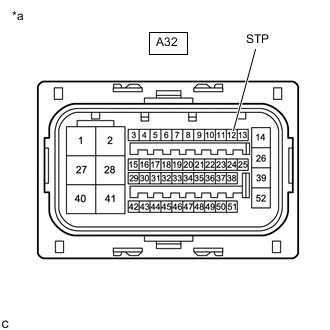 *a
A32
STP
1 2 3 4 5 6 7 8 9 10 11 12 13 14
15 16 17 18 19 20 21 22 23 24 25 26
27 28 29 30 31 32 33 34 35 36 37 38 39
40 41 42 43 44 45 46 47 48 49 50 51 52
c